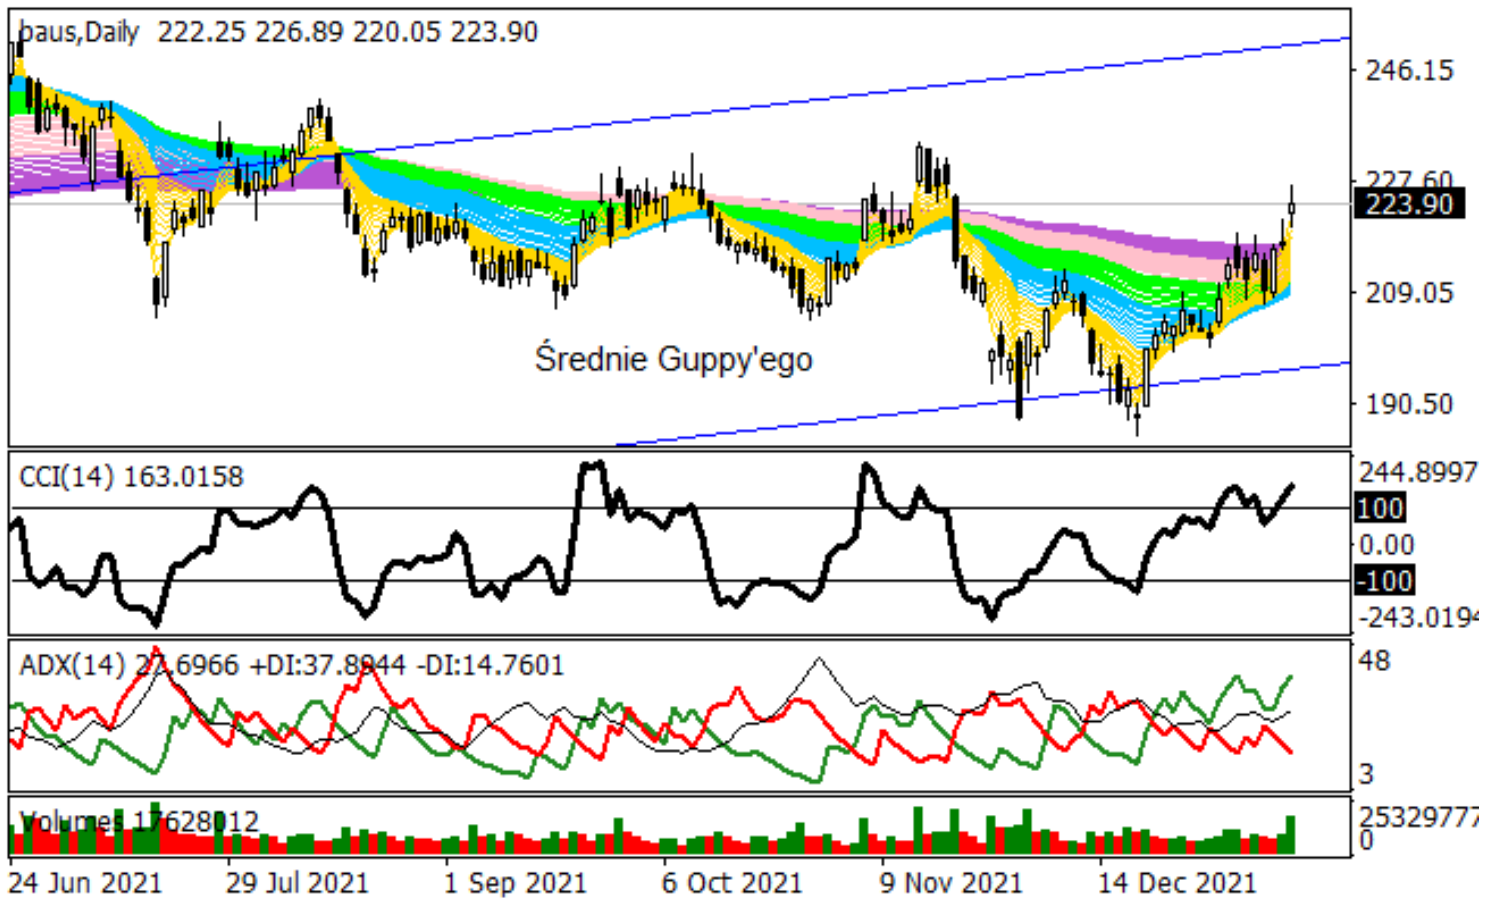 baus,Daily 222.25 226.89 220.05 223.90
246.15
227.60
223.90
209.05
190.50
Średnie Guppy'ego
CCI(14) 163.0158
244.8997
100
0.00
-100
-243.0194
ADX(14) 27.6966 +DI:37.8944 -DI:14.7601
48
3
Volumes 17628012
25329777
0
24 Jun 2021 29 Jul 2021 1 Sep 2021 6 Oct 2021 9 Nov 2021 14 Dec 2021